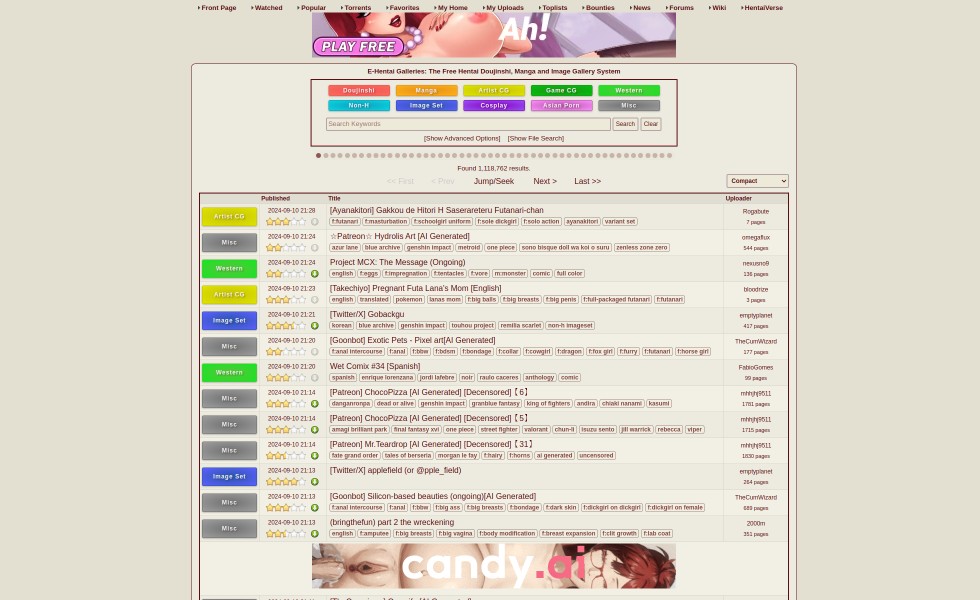 Front Page Watched Popular Torrents Favorites My Home My Uploads Toplists Bounties News Forums Wiki HentaiVerse
Ah!
PLAY FREE
E-Hentai Galleries: The Free Hentai Doujinshi, Manga and Image Gallery System
Doujinshi Manga Artist CG Game CG Western
Non-H Image Set Cosplay Asian Porn Misc
Search Keywords Search Clear
[Show Advanced Options] [Show File Search]
Found 1,118,762 results.
<< First < Prev Jump/Seek Next > Last >> Compact
Published Title Uploader
Artist CG 2024-09-10 21:28 [Ayanakitori] Gakkou de Hitori H Saserareteru Futanari-chan Rogabute
f:futanari f:masturbation f:schoolgirl uniform f:sole dickgirl f:solo action ayanakitori variant set 7 pages
Misc 2024-09-10 21:24 ☆Patreon☆ Hydrolis Art [AI Generated] omegaflux
azur lane blue archive genshin impact metroid one piece sono bisque doll wa koi o suru zenless zone zero 544 pages
Western 2024-09-10 21:24 Project MCX: The Message (Ongoing) nexusno9
english f:eggs f:impregnation f:tentacles f:vore m:monster comic full color 136 pages
Artist CG 2024-09-10 21:23 [Takechiyo] Pregnant Futa Lana's Mom [English] bloodrize
english translated pokemon lanas mom f:big balls f:big breasts f:big penis f:full-packaged futanari f:futanari 3 pages
Image Set 2024-09-10 21:21 [Twitter/X] Gobackgu emptyplanet
korean blue archive genshin impact touhou project remilia scarlet non-h imageset 417 pages
Misc 2024-09-10 21:20 [Goonbot] Exotic Pets - Pixel art[AI Generated] TheCumWizard
f:anal intercourse f:anal f:bbw f:bdsm f:bondage f:collar f:cowgirl f:dragon f:fox girl f:furry f:futanari f:horse girl 177 pages
Western 2024-09-10 21:20 Wet Comix #34 [Spanish] FabioGomes
spanish enrique lorenzana jordi lafebre noir raulo caceres anthology comic 99 pages
Misc 2024-09-10 21:14 [Patreon] ChocoPizza [AI Generated] [Decensored]【6】 mhhjhj9511
danganronpa dead or alive genshin impact granblue fantasy king of fighters andira chiaki nanami kasumi 1781 pages
Misc 2024-09-10 21:14 [Patreon] ChocoPizza [AI Generated] [Decensored]【5】 mhhjhj9511
amagi brilliant park final fantasy xvi one piece street fighter valorant chun-li isuzu sento jill warrick rebecca viper 1715 pages
Misc 2024-09-10 21:14 [Patreon] Mr.Teardrop [AI Generated] [Decensored]【31】 mhhjhj9511
fate grand order tales of berseria morgan le fay f:hairy f:horns ai generated uncensored 1830 pages
Image Set 2024-09-10 21:13 [Twitter/X] applefield (or @pple_field) emptyplanet
264 pages
Misc 2024-09-10 21:13 [Goonbot] Silicon-based beauties (ongoing)[AI Generated] TheCumWizard
f:anal intercourse f:anal f:bbw f:big ass f:big breasts f:bondage f:dark skin f:dickgirl on dickgirl f:dickgirl on female 689 pages
Misc 2024-09-10 21:13 (bringthefun) part 2 the wreckening 2000m
english f:amputee f:big breasts f:big vagina f:body modification f:breast expansion f:clit growth f:lab coat 351 pages
candy.ai